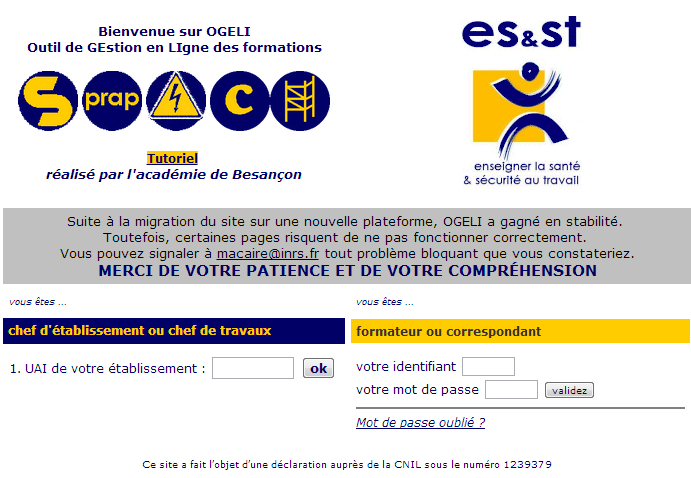 Bienvenue sur OGELI
Outil de GEstion en LIgne des formations
S prap C
Tutoriel
réalisé par l'académie de Besançon
es&st
enseigner la santé
& sécurité au travail
Suite à la migration du site sur une nouvelle plateforme, OGELI a gagné en stabilité.
Toutefois, certaines pages risquent de ne pas fonctionner correctement.
Vous pouvez signaler à macaire@inrs.fr tout problème bloquant que vous constateriez.
MERCI DE VOTRE PATIENCE ET DE VOTRE COMPRÉHENSION
vous êtes ...
chef d'établissement ou chef de travaux
1. UAI de votre établissement : ok
vous êtes ...
formateur ou correspondant
votre identifiant
votre mot de passe validez
Mot de passe oublié ?
Ce site a fait l'objet d'une déclaration auprès de la CNIL sous le numéro 1239379